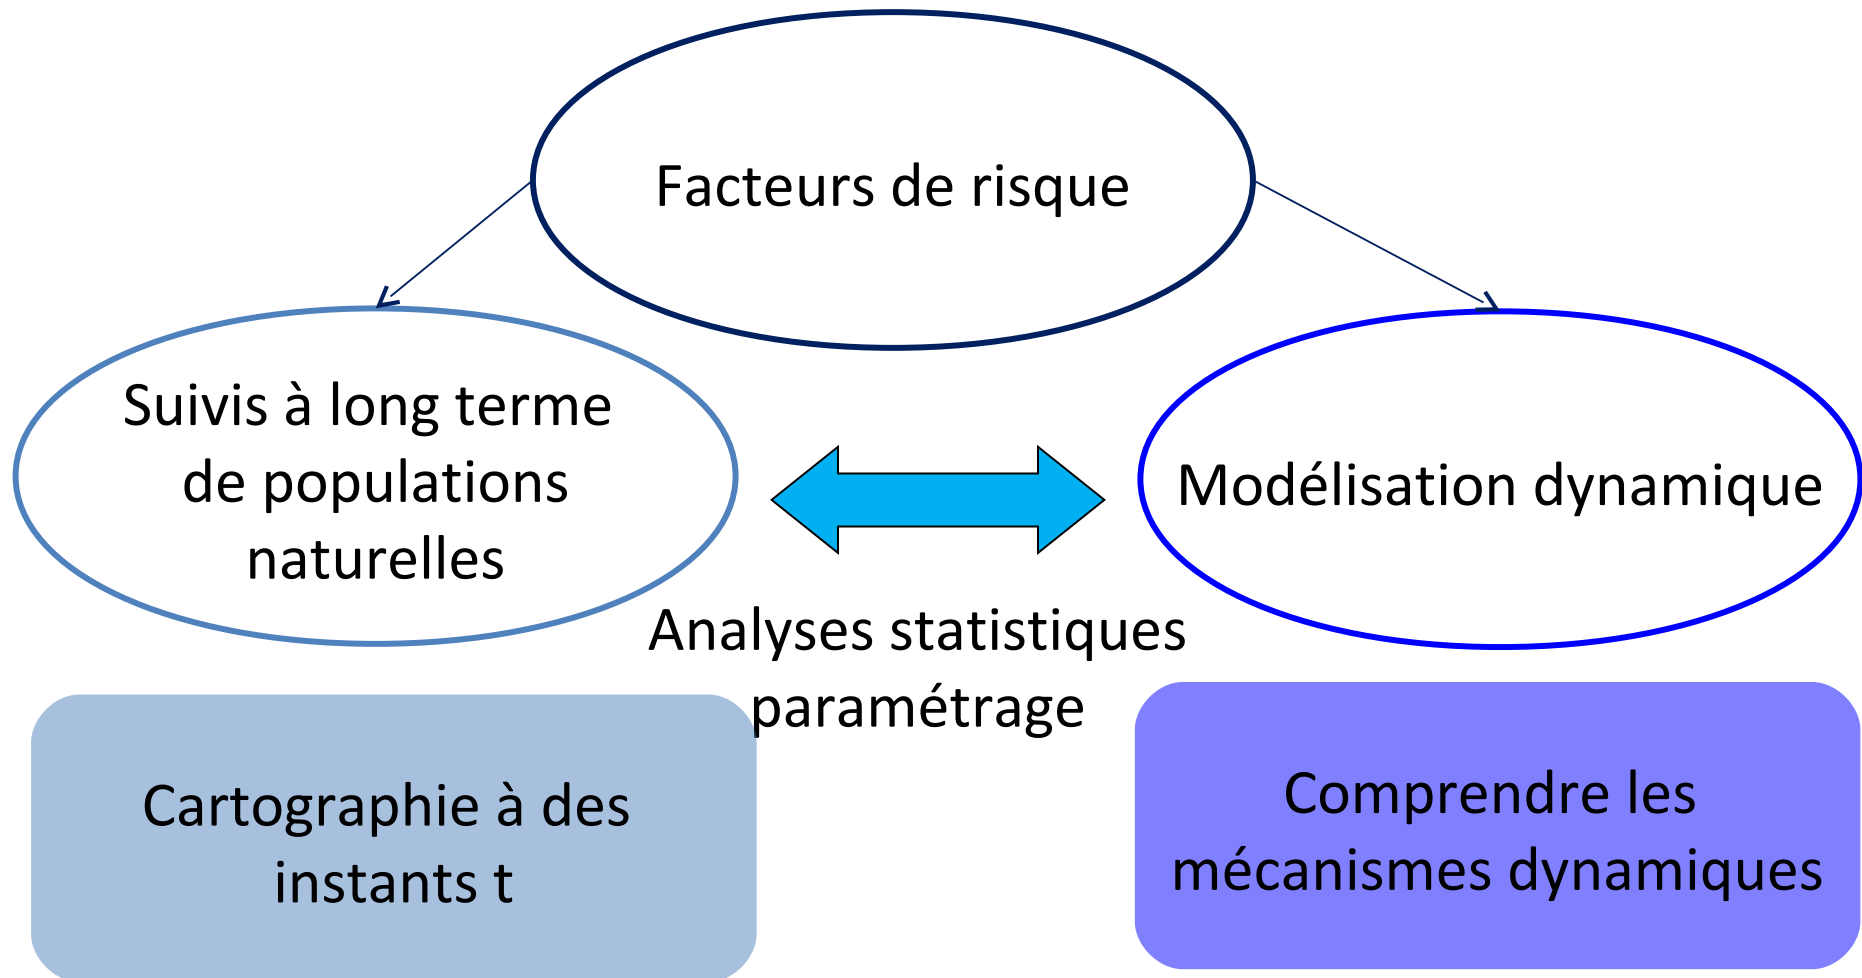 Facteurs de risque
Suivis à long terme
de populations
naturelles
Modélisation dynamique
Analyses statistiques
paramétrage
Cartographie à des
instants t
Comprendre les
mécanismes dynamiques